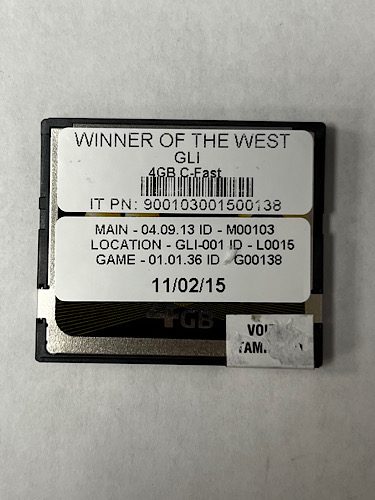 WINNER OF THE WEST
GLI
4GB C-Fast
IT PN: 900103001500138
MAIN - 04.09.13 ID - M00103
LOCATION - GLI-001 ID - L0015
GAME - 01.01.36 ID G00138
11/02/15
4GB